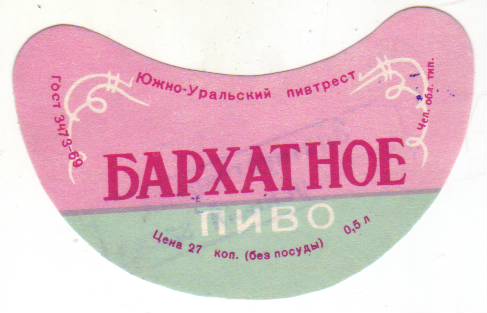 Южно-Уральский пивтрест
Гост 3473-69
Чел. обл. тип.
БАРХАТНОЕ
ПИВО
Цена 27 коп. (без посуды) 0,5 л